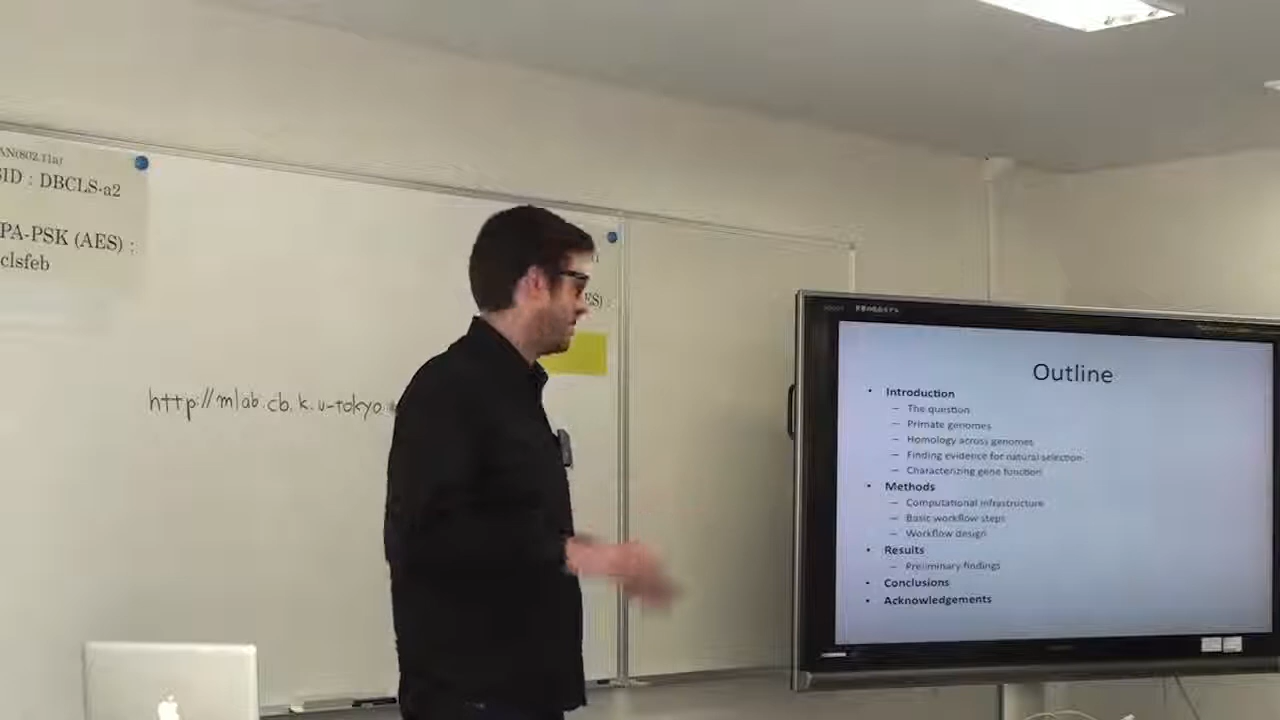 SID : DBCLS-a2
PA-PSK (AES) :
clsfeb
ES) :
http://mlab.cb.k.u-tokyo.
Outline
• Introduction
– The question
– Primate genomes
– Homology across genomes
– Finding evidence for natural selection
– Characterizing gene function
• Methods
– Computational infrastructure
– Basic workflow steps
– Workflow design
• Results
– Preliminary findings
• Conclusions
• Acknowledgements